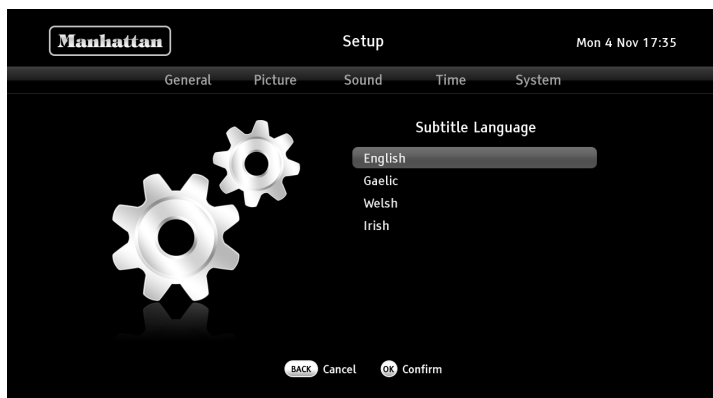 Manhattan Setup Mon 4 Nov 17:35
General Picture Sound Time System
Subtitle Language
English
Gaelic
Welsh
Irish
BACK Cancel OK Confirm